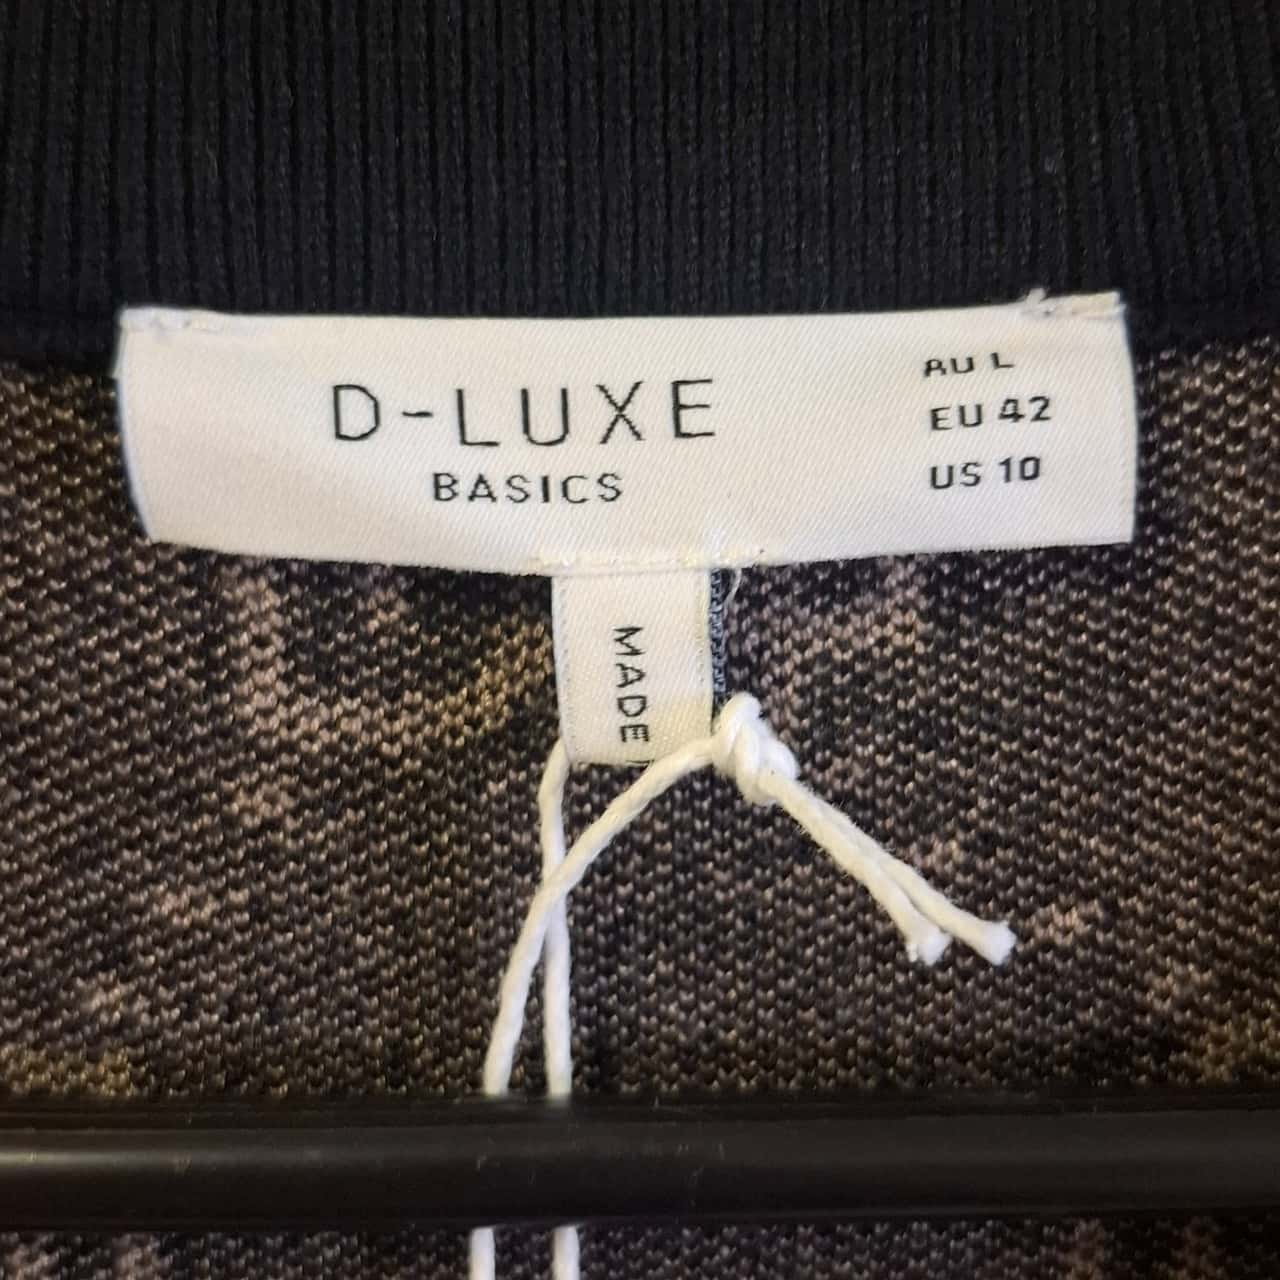 D-LUXE
BASICS
AU L
EU 42
US 10
MADE